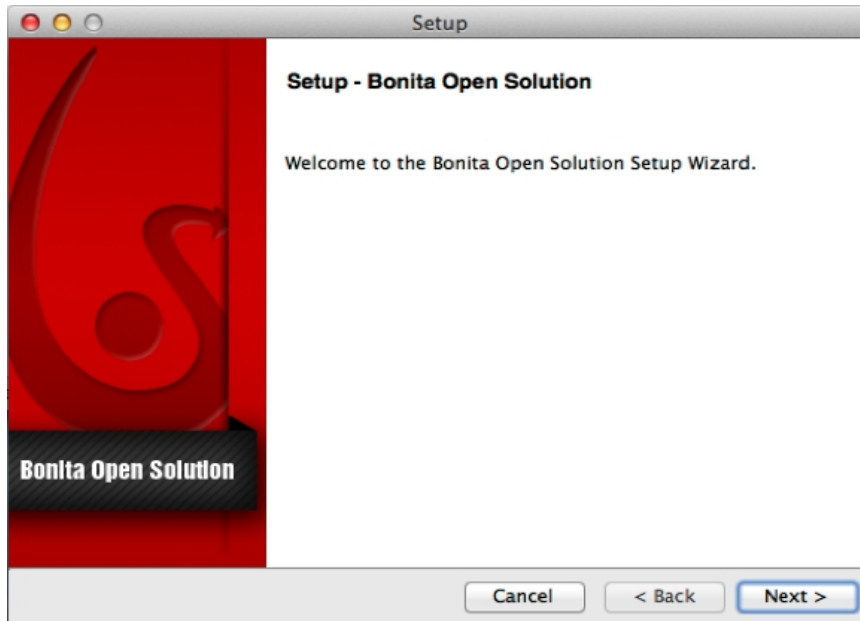 Setup
Setup - Bonita Open Solution
Welcome to the Bonita Open Solution Setup Wizard.
Bonita Open Solution
Cancel
< Back
Next >